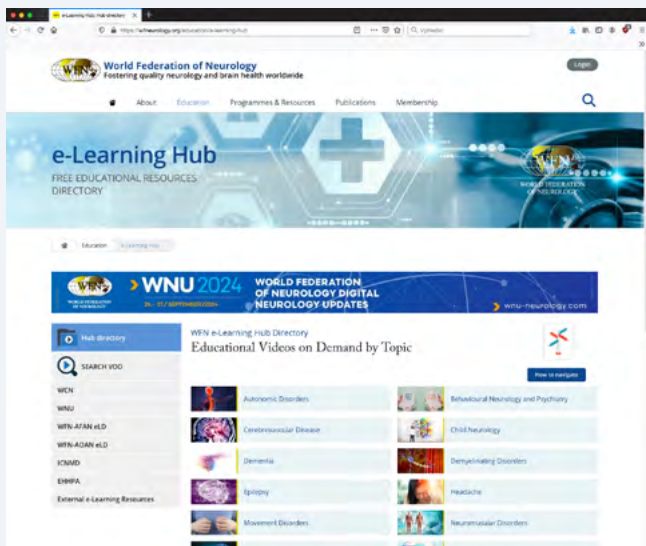 e-Learning Hub: Hub directory
https://wfneurology.org/education/e-learning-hub
World Federation of Neurology
Fostering quality neurology and brain health worldwide
Login
About Education Programmes & Resources Publications Membership
e-Learning Hub
FREE EDUCATIONAL RESOURCES
DIRECTORY
WFN
WORLD FEDERATION
OF NEUROLOGY
Education e-Learning Hub
WNU 2024 WORLD FEDERATION
OF NEUROLOGY DIGITAL
NEUROLOGY UPDATES
wnu-neurology.com
Hub directory
SEARCH VOD
WCN
WNU
WFN-AFAN eLD
WFN-AOAN eLD
ICNMD
EHHPA
External e-Learning Resources
WFN e-Learning Hub Directory
Educational Videos on Demand by Topic
How to navigate
Autonomic Disorders
Behavioural Neurology and Psychiatry
Cerebrovascular Disease
Child Neurology
Dementia
Demyelinating Disorders
Epilepsy
Headache
Movement Disorders
Neuromuscular Disorders